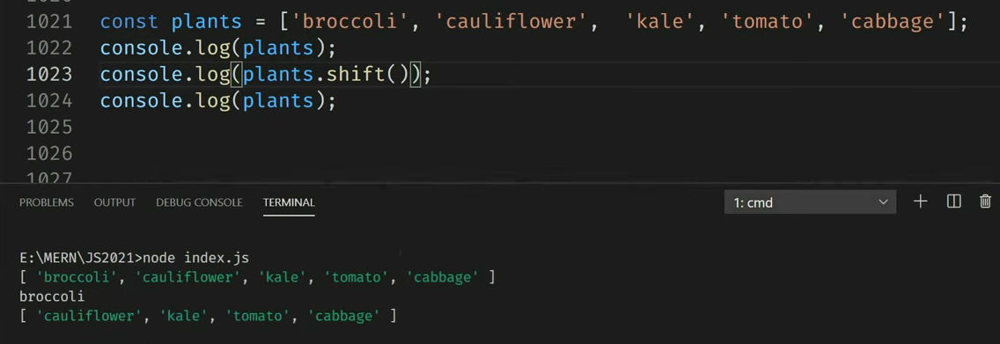 1021 const plants = ['broccoli', 'cauliflower',  'kale', 'tomato', 'cabbage'];
1022 console.log(plants);
1023 console.log(plants.shift());
1024 console.log(plants);
1025
1026
1027
PROBLEMS OUTPUT DEBUG CONSOLE TERMINAL 1: cmd
E:\MERN\JS2021>node index.js
[ 'broccoli', 'cauliflower', 'kale', 'tomato', 'cabbage' ]
broccoli
[ 'cauliflower', 'kale', 'tomato', 'cabbage' ]